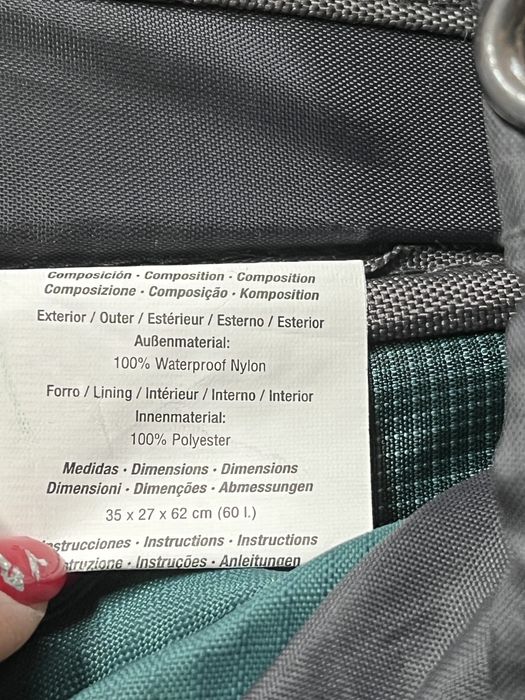 Composición · Composition · Composition
Composizione · Composição · Komposition
Exterior / Outer / Estérieur / Esterno / Esterior
Außenmaterial:
100% Waterproof Nylon
Forro / Lining / Intérieur / Interno / Interior
Innenmaterial:
100% Polyester
Medidas · Dimensions · Dimensions
Dimensioni · Dimenções · Abmessungen
35 x 27 x 62 cm (60 l.)
nstrucciones · Instructions · Instructions
struzione · Instruções · Anleitungen